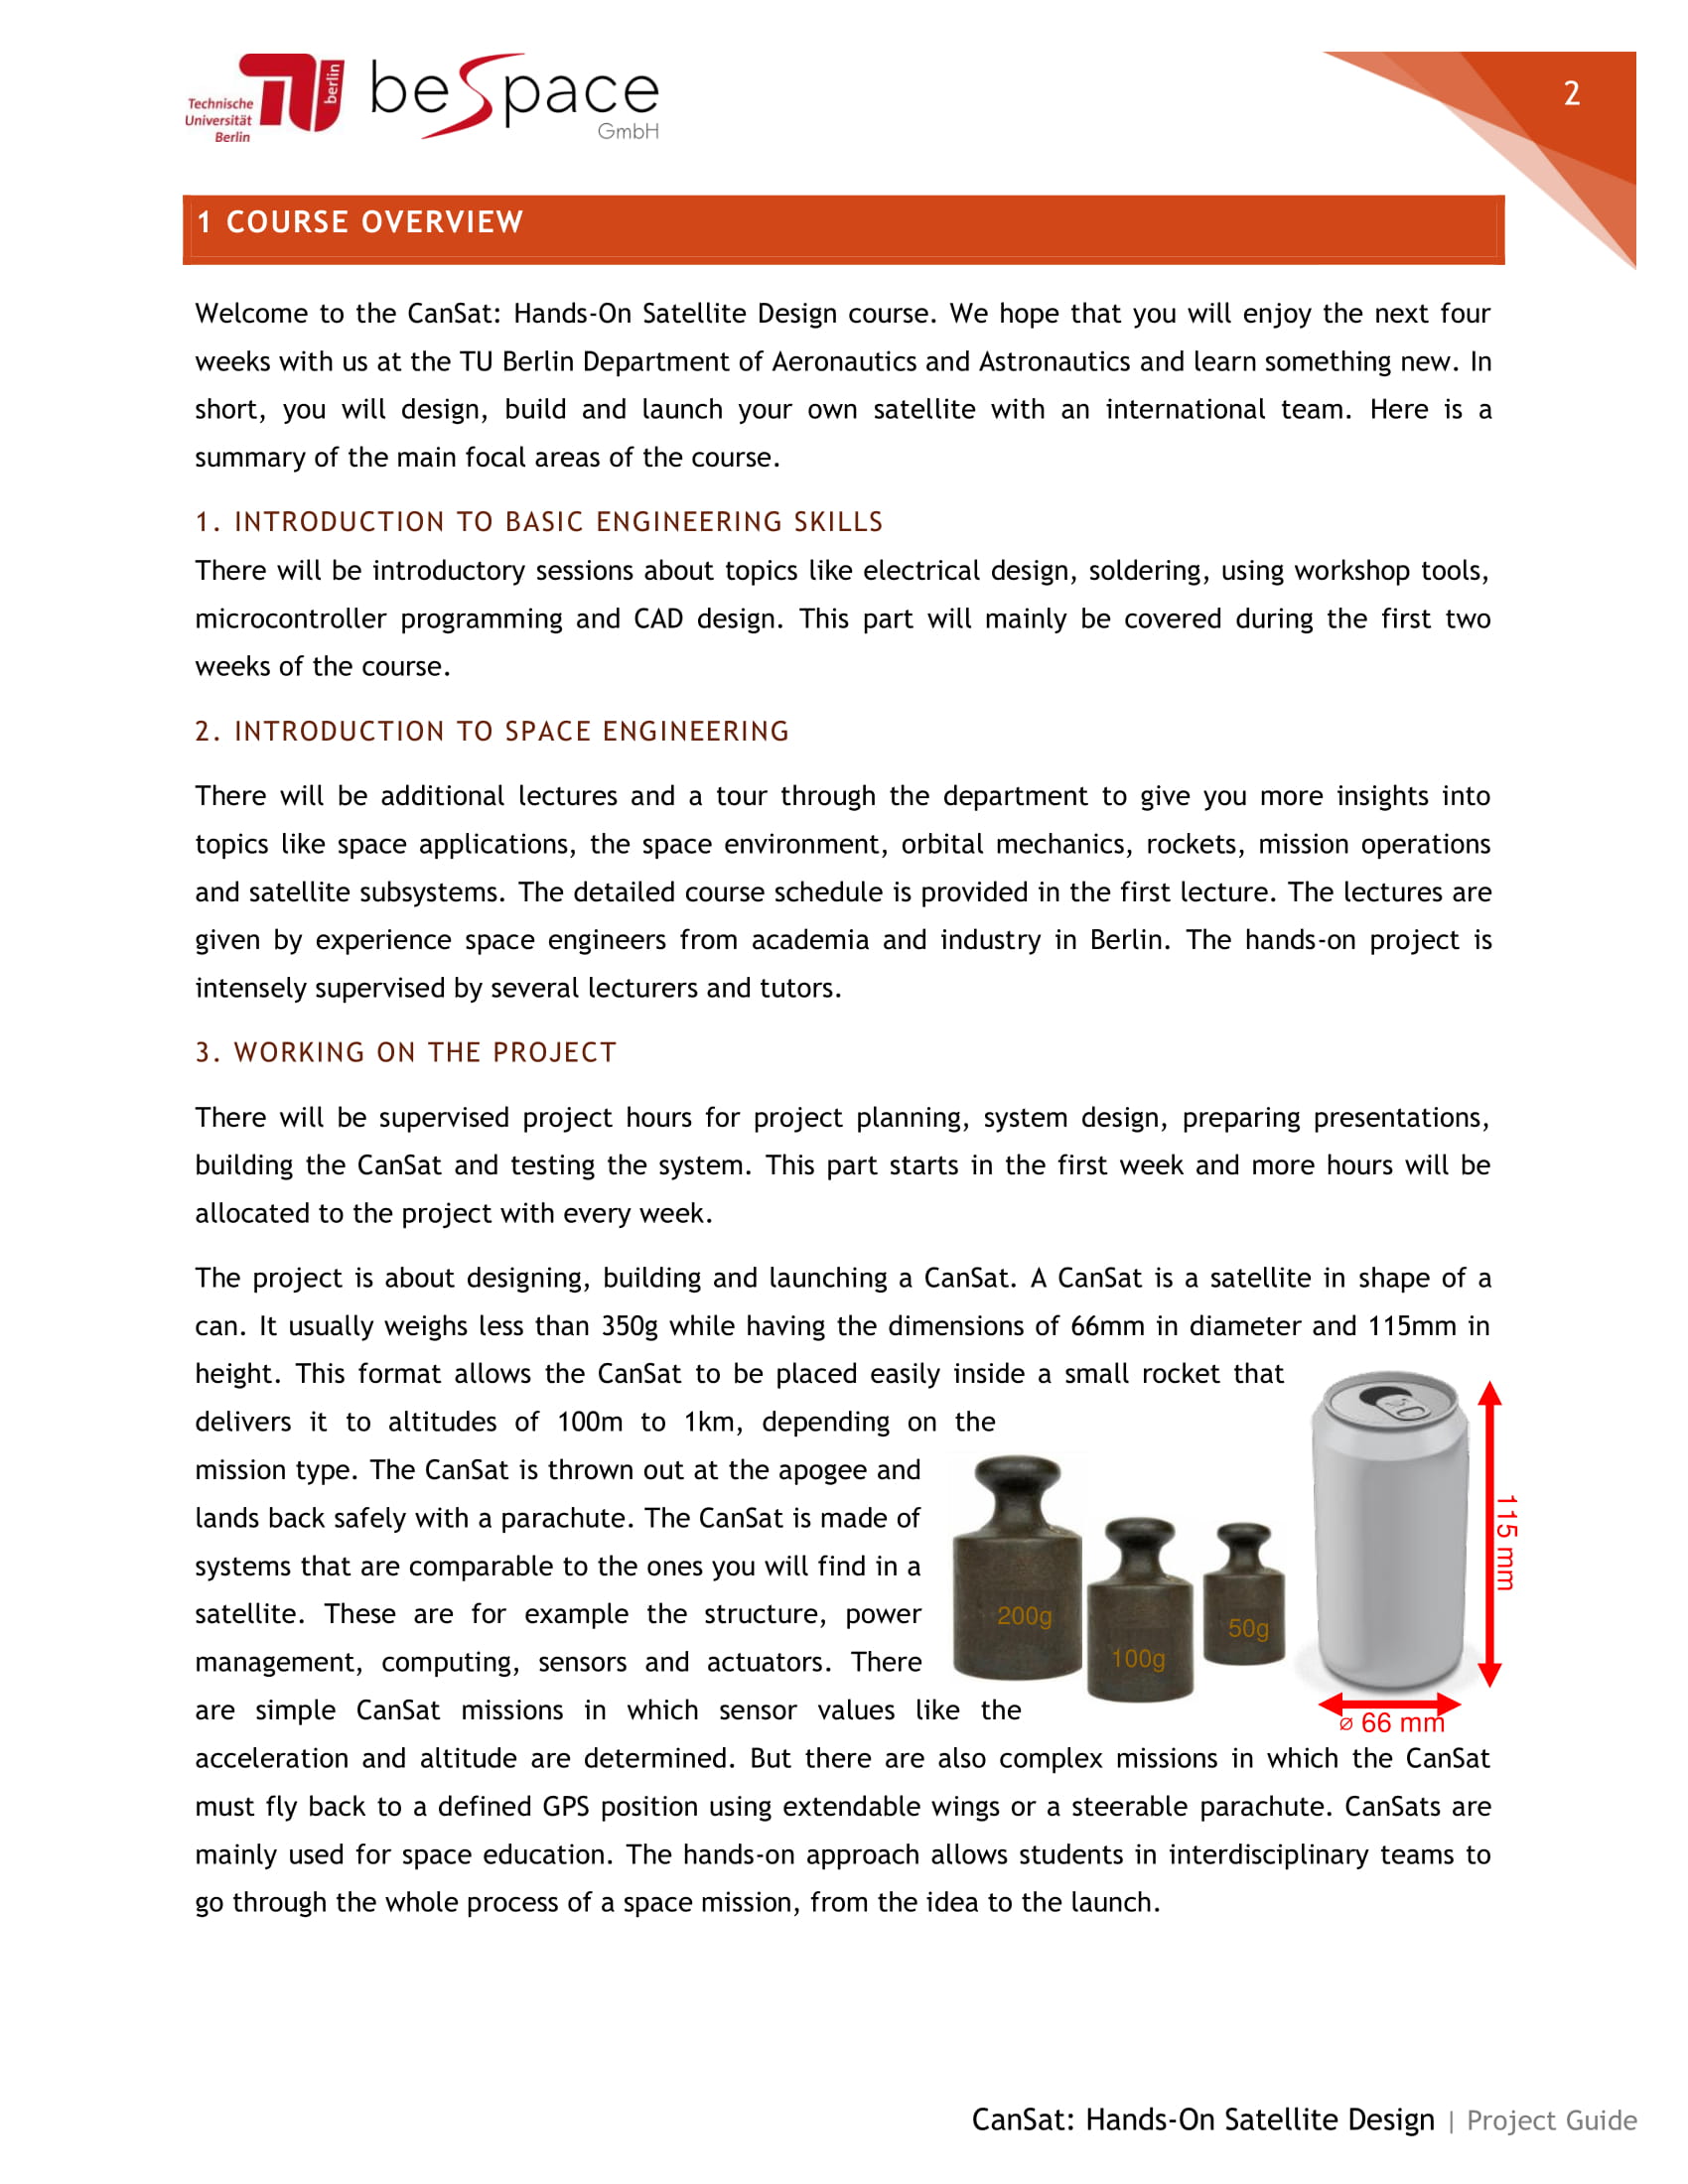 Technische
Universität
Berlin
berlin
beSpace
GmbH
2
1 COURSE OVERVIEW
Welcome to the CanSat: Hands-On Satellite Design course. We hope that you will enjoy the next four
weeks with us at the TU Berlin Department of Aeronautics and Astronautics and learn something new. In
short, you will design, build and launch your own satellite with an international team. Here is a
summary of the main focal areas of the course.
1. INTRODUCTION TO BASIC ENGINEERING SKILLS
There will be introductory sessions about topics like electrical design, soldering, using workshop tools,
microcontroller programming and CAD design. This part will mainly be covered during the first two
weeks of the course.
2. INTRODUCTION TO SPACE ENGINEERING
There will be additional lectures and a tour through the department to give you more insights into
topics like space applications, the space environment, orbital mechanics, rockets, mission operations
and satellite subsystems. The detailed course schedule is provided in the first lecture. The lectures are
given by experience space engineers from academia and industry in Berlin. The hands-on project is
intensely supervised by several lecturers and tutors.
3. WORKING ON THE PROJECT
There will be supervised project hours for project planning, system design, preparing presentations,
building the CanSat and testing the system. This part starts in the first week and more hours will be
allocated to the project with every week.
The project is about designing, building and launching a CanSat. A CanSat is a satellite in shape of a
can. It usually weighs less than 350g while having the dimensions of 66mm in diameter and 115mm in
height. This format allows the CanSat to be placed easily inside a small rocket that
delivers it to altitudes of 100m to 1km, depending on the
mission type. The CanSat is thrown out at the apogee and
lands back safely with a parachute. The CanSat is made of
systems that are comparable to the ones you will find in a
satellite. These are for example the structure, power
management, computing, sensors and actuators. There
are simple CanSat missions in which sensor values like the
acceleration and altitude are determined. But there are also complex missions in which the CanSat
must fly back to a defined GPS position using extendable wings or a steerable parachute. CanSats are
mainly used for space education. The hands-on approach allows students in interdisciplinary teams to
go through the whole process of a space mission, from the idea to the launch.
200g
100g
50g
115 mm
⌀ 66 mm
CanSat: Hands-On Satellite Design | Project Guide